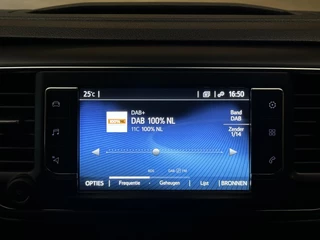 25°C 16:50
DAB+
DAB 100% NL
11C 100% NL
Band
DAB
Zender
1/14
OPTIES Frequentie Geheugen Lijst BRONNEN